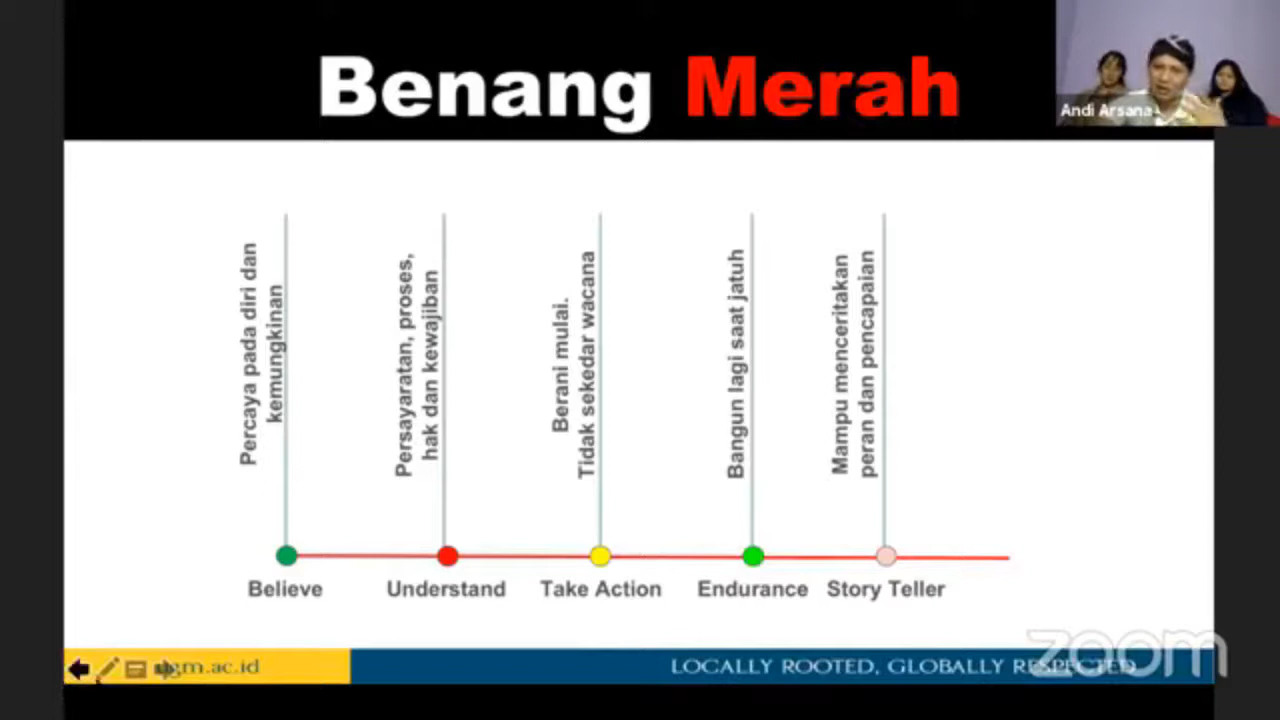 Benang Merah
Andi Arsana
Percaya pada diri dan
kemungkinan
Persyaratan, proses,
hak dan kewajiban
Berani mulai.
Tidak sekedar wacana
Bangun lagi saat jatuh
Mampu menceritakan
peran dan pencapaian
Believe
Understand
Take Action
Endurance
Story Teller
ugm.ac.id
LOCALLY ROOTED, GLOBALLY RESPECTED
zoom